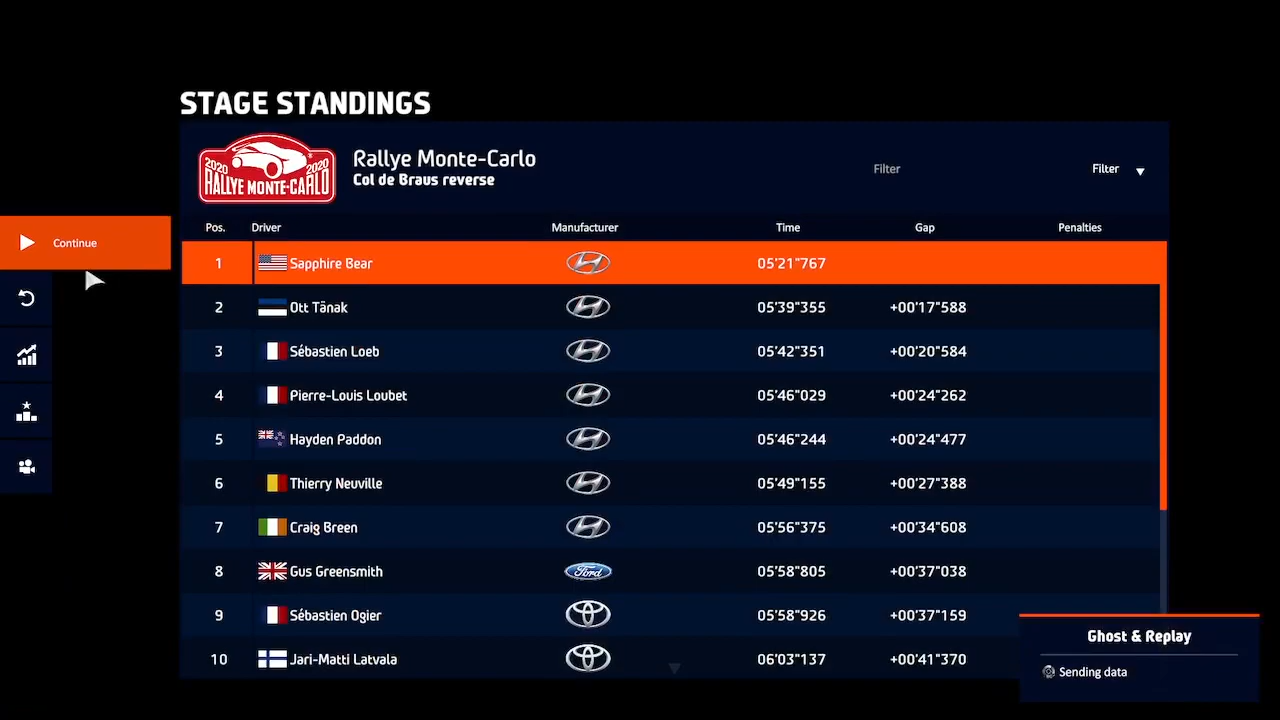 STAGE STANDINGS
2020 2020
RALLYE MONTE-CARLO
Rallye Monte-Carlo
Col de Braus reverse
Filter Filter
Continue
Pos. Driver Manufacturer Time Gap Penalties
1 Sapphire Bear 05'21"767
2 Ott Tänak 05'39"355 +00'17"588
3 Sébastien Loeb 05'42"351 +00'20"584
4 Pierre-Louis Loubet 05'46"029 +00'24"262
5 Hayden Paddon 05'46"244 +00'24"477
6 Thierry Neuville 05'49"155 +00'27"388
7 Craig Breen 05'56"375 +00'34"608
8 Gus Greensmith Ford 05'58"805 +00'37"038
9 Sébastien Ogier 05'58"926 +00'37"159
10 Jari-Matti Latvala 06'03"137 +00'41"370
Ghost & Replay
Sending data